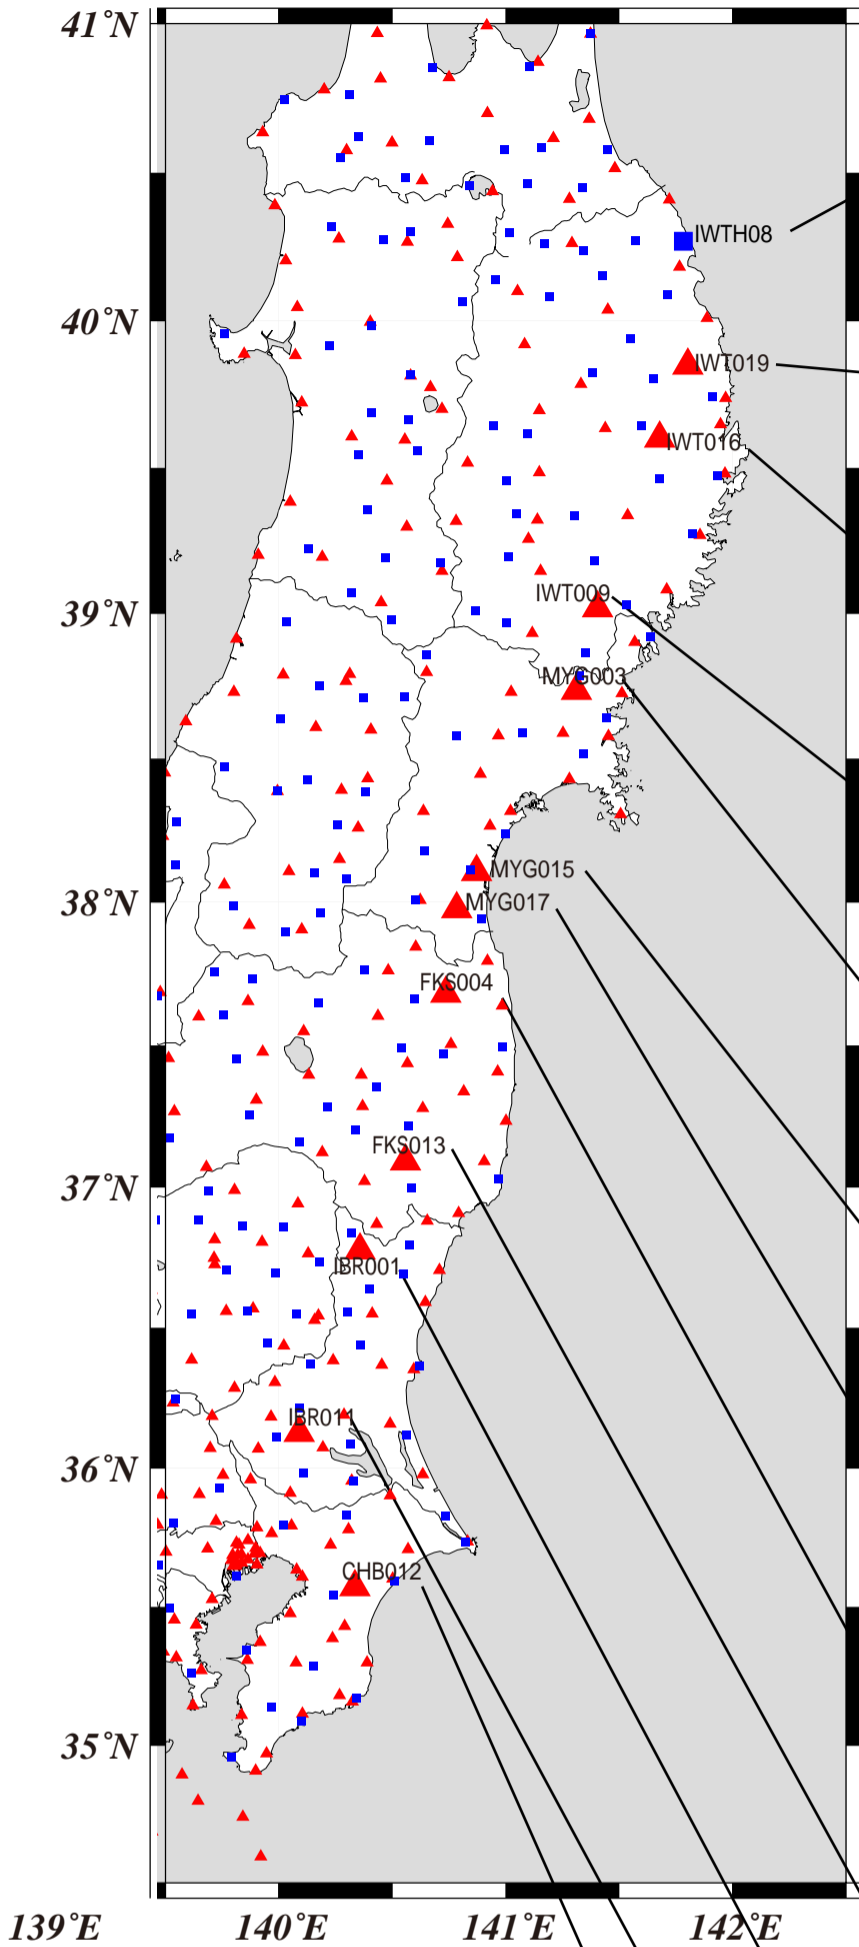 41°N
IWTH08
40°N
IWT019
IWT016
IWT009
39°N
MYG003
MYG015
38°N
MYG017
FKS004
FKS013
37°N
IBR001
IBR011
36°N
CHB012
35°N
139°E 140°E 141°E 142°E